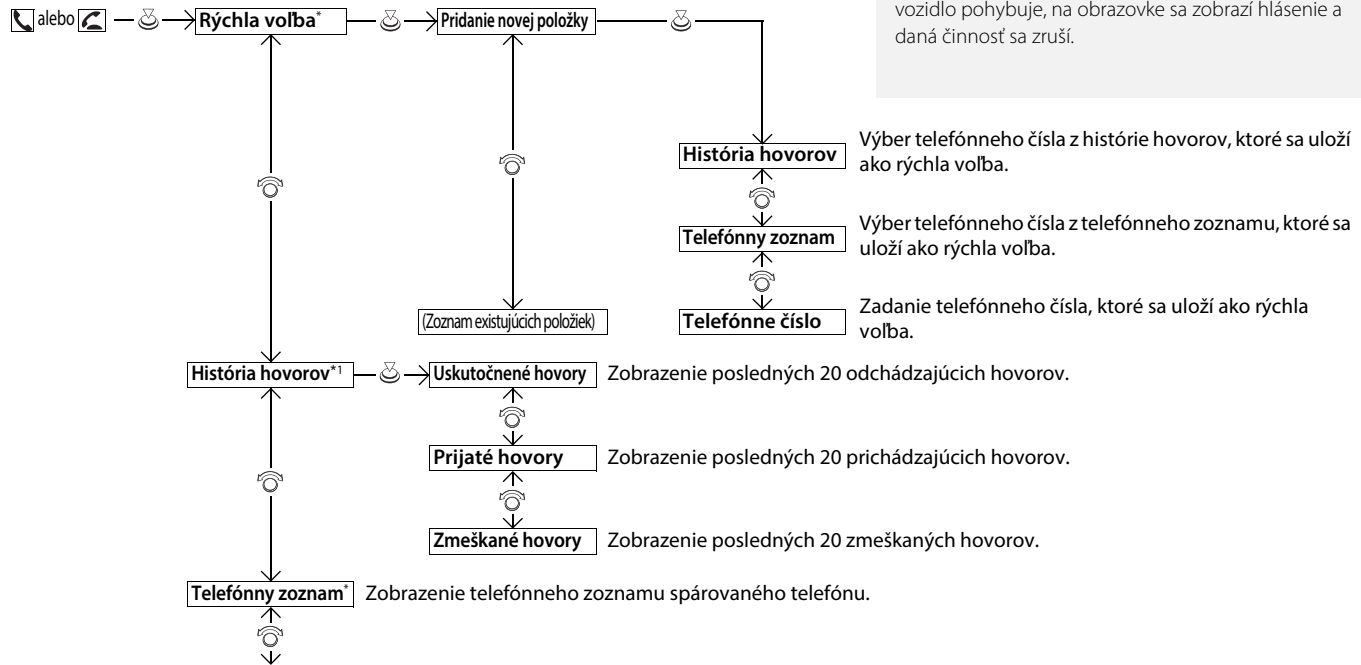 alebo
Rýchla voľba*
Pridanie novej položky
vozidlo pohybuje, na obrazovke sa zobrazí hlásenie a
daná činnosť sa zruší.
História hovorov
Výber telefónneho čísla z histórie hovorov, ktoré sa uloží
ako rýchla voľba.
Telefónny zoznam
Výber telefónneho čísla z telefónneho zoznamu, ktoré sa
uloží ako rýchla voľba.
(Zoznam existujúcich položiek)
Telefónne číslo
Zadanie telefónneho čísla, ktoré sa uloží ako rýchla
voľba.
História hovorov*1
Uskutočnené hovory
Zobrazenie posledných 20 odchádzajúcich hovorov.
Prijaté hovory
Zobrazenie posledných 20 prichádzajúcich hovorov.
Zmeškané hovory
Zobrazenie posledných 20 zmeškaných hovorov.
Telefónny zoznam*
Zobrazenie telefónneho zoznamu spárovaného telefónu.